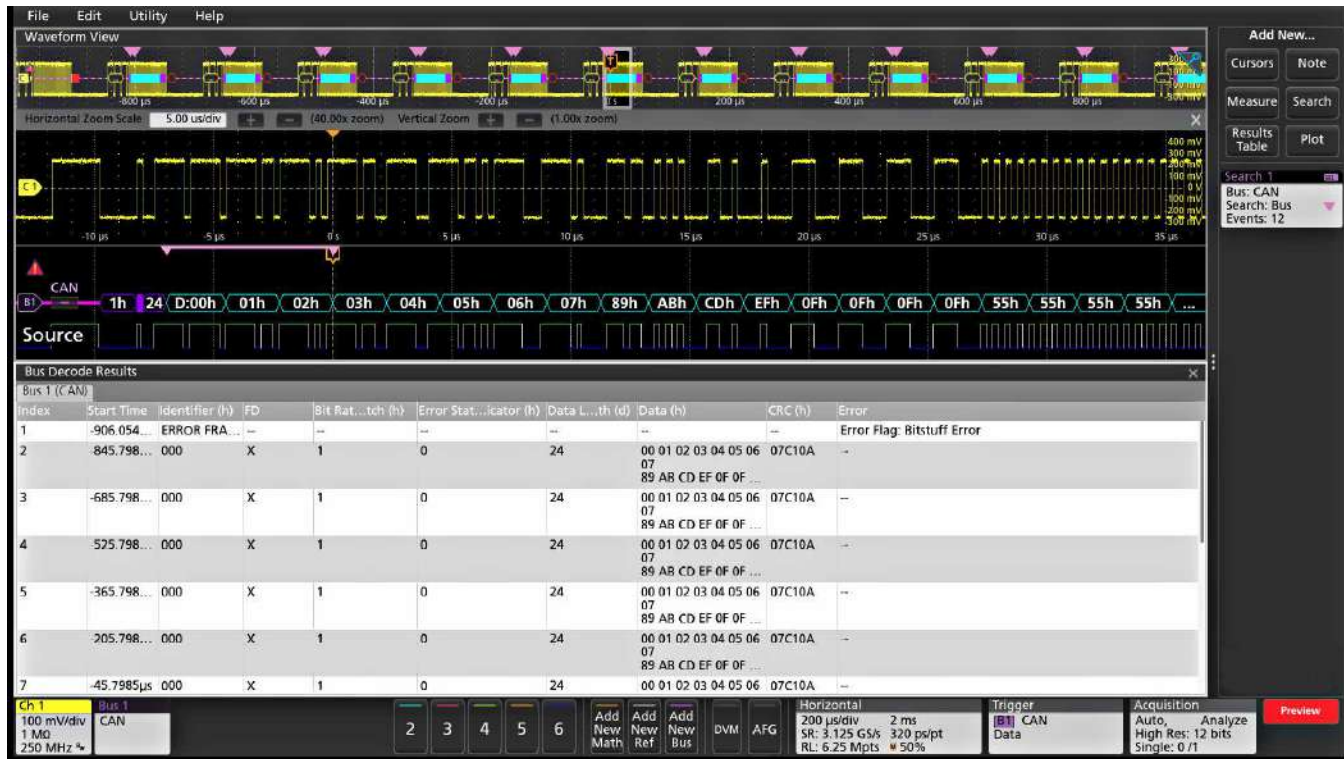 File Edit Utility Help
Waveform View
-800 µs -600 µs -400 µs -200 µs 200 µs 400 µs 600 µs 800 µs
Horizontal Zoom Scale 5.00 us/div + - (40.00x zoom) Vertical Zoom + - (1.00x zoom)
400 mV
300 mV
200 mV
100 mV
C 1
0 V
-100 mV
-200 mV
-300 mV
-10 µs -5 µs 0 s 5 µs 10 µs 15 µs 20 µs 25 µs 30 µs 35 µs
CAN
B1 1h 24 D:00h 01h 02h 03h 04h 05h 06h 07h 89h ABh CDh EFh 0Fh 0Fh 0Fh 0Fh 55h 55h 55h 55h ...
Source
Bus Decode Results
Bus 1 (CAN)
Index Start Time Identifier (h) FD Bit Rat...tch (h) Error Stat...icator (h) Data L...th (d) Data (h) CRC (h) Error
1 -906.054... ERROR FRA... -- -- -- -- -- -- Error Flag: Bitstuff Error
2 -845.798... 000 X 1 0 24 00 01 02 03 04 05 06 07C10A --
07
89 AB CD EF 0F 0F ...
3 -685.798... 000 X 1 0 24 00 01 02 03 04 05 06 07C10A --
07
89 AB CD EF 0F 0F ...
4 -525.798... 000 X 1 0 24 00 01 02 03 04 05 06 07C10A --
07
89 AB CD EF 0F 0F ...
5 -365.798... 000 X 1 0 24 00 01 02 03 04 05 06 07C10A --
07
89 AB CD EF 0F 0F ...
6 -205.798... 000 X 1 0 24 00 01 02 03 04 05 06 07C10A --
07
89 AB CD EF 0F 0F ...
7 -45.7985µs 000 X 1 0 24 00 01 02 03 04 05 06 07C10A --
Add New...
Cursors Note
Measure Search
Results Table Plot
Search 1
Bus: CAN
Search: Bus
Events: 12
Ch 1
100 mV/div
1 MΩ
250 MHz
Bus 1
CAN
2 3 4 5 6
Add New Math
Add New Ref
Add New Bus
DVM AFG
Horizontal
200 µs/div 2 ms
SR: 3.125 GS/s 320 ps/pt
RL: 6.25 Mpts 50%
Trigger
B1 CAN
Data
Acquisition
Auto, Analyze
High Res: 12 bits
Single: 0 /1
Preview